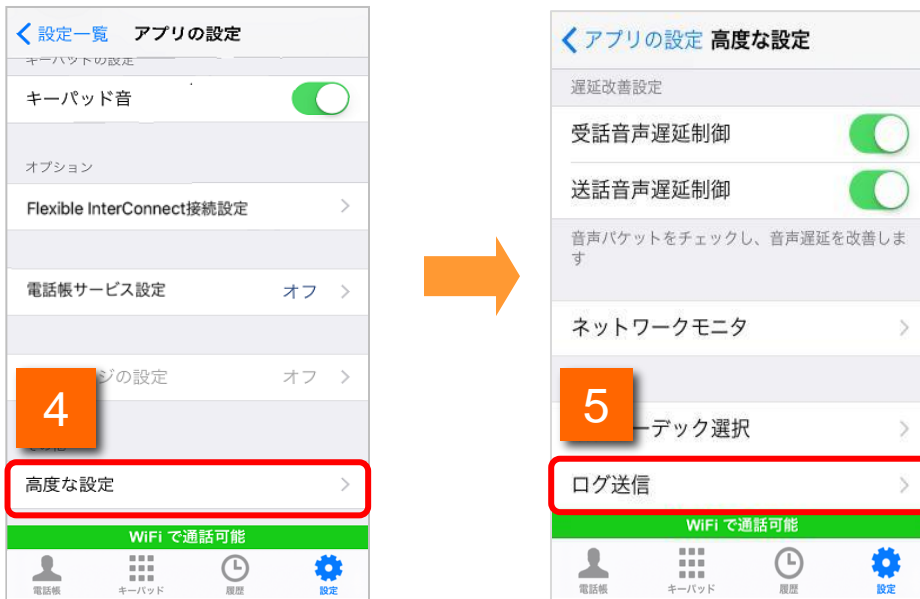 設定一覧 アプリの設定
キーパッドの設定
キーパッド音
オプション
Flexible InterConnect接続設定
電話帳サービス設定 オフ
ジの設定 オフ
4
高度な設定
WiFi で通話可能
電話帳 キーパッド 履歴 設定
アプリの設定 高度な設定
遅延改善設定
受話音声遅延制御
送話音声遅延制御
音声パケットをチェックし、音声遅延を改善しま
す
ネットワークモニタ
5
ーデック選択
ログ送信
WiFi で通話可能
電話帳 キーパッド 履歴 設定